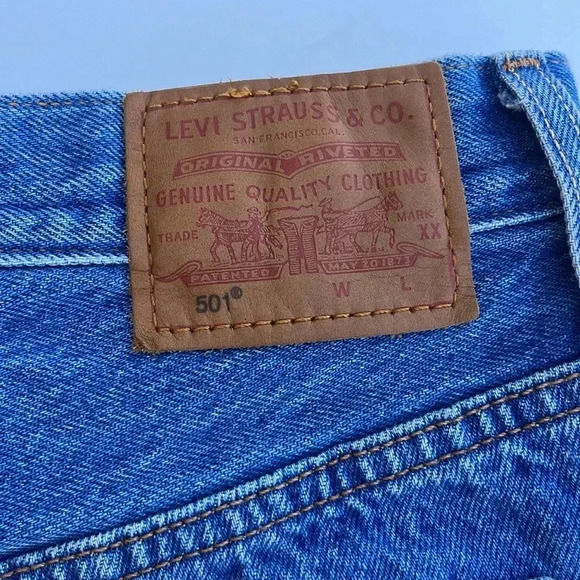 LEVI STRAUSS & CO.
SAN FRANCISCO, CAL.
ORIGINAL RIVETED
GENUINE QUALITY CLOTHING
TRADE MARK
XX
PATENTED MAY 20 1873
501® W L